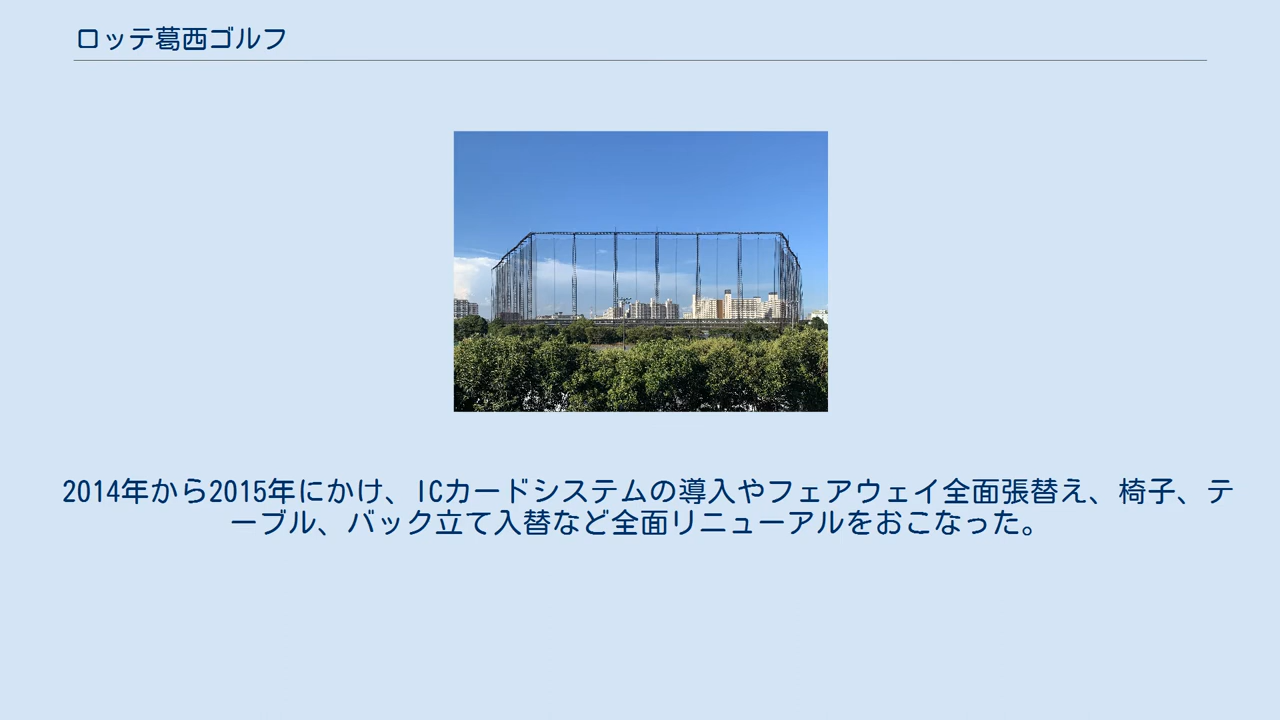 ロッテ葛西ゴルフ
2014年から2015年にかけ、ICカードシステムの導入やフェアウェイ全面張替え、椅子、テ
ーブル、バック立て入替など全面リニューアルをおこなった。